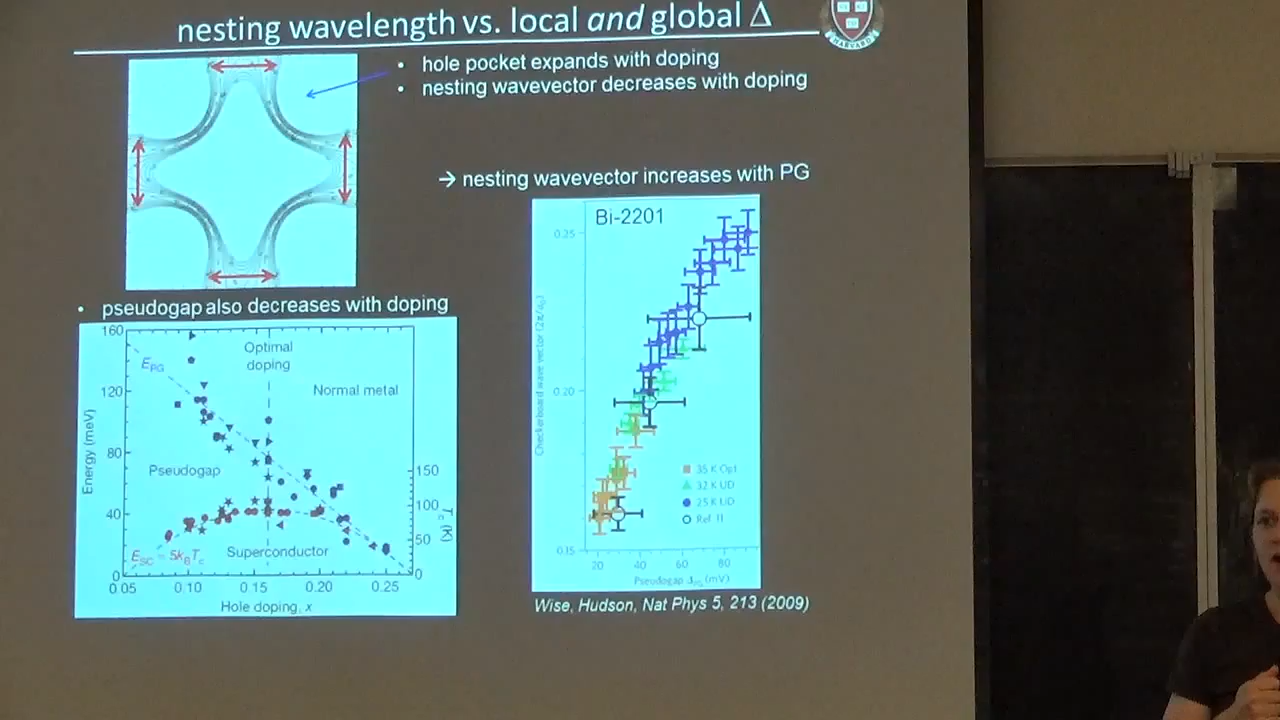 nesting wavelength vs. local and global Δ
HARVARD
• hole pocket expands with doping
• nesting wavevector decreases with doping
→ nesting wavevector increases with PG
• pseudogap also decreases with doping
160
120
80
40
0
Energy (meV)
E_PG
Optimal
doping
Normal metal
Pseudogap
Superconductor
E_SC = 5k_BT_c
150
100
50
0
T_c (K)
0.05 0.10 0.15 0.20 0.25
Hole doping, x
Bi-2201
0.25
0.20
0.15
Checkerboard wave vector (2π/a₀)
35 K Opt
32 K UD
25 K UD
Ref. 11
20 40 60 80
Pseudogap Δ_PG (mV)
Wise, Hudson, Nat Phys 5, 213 (2009)